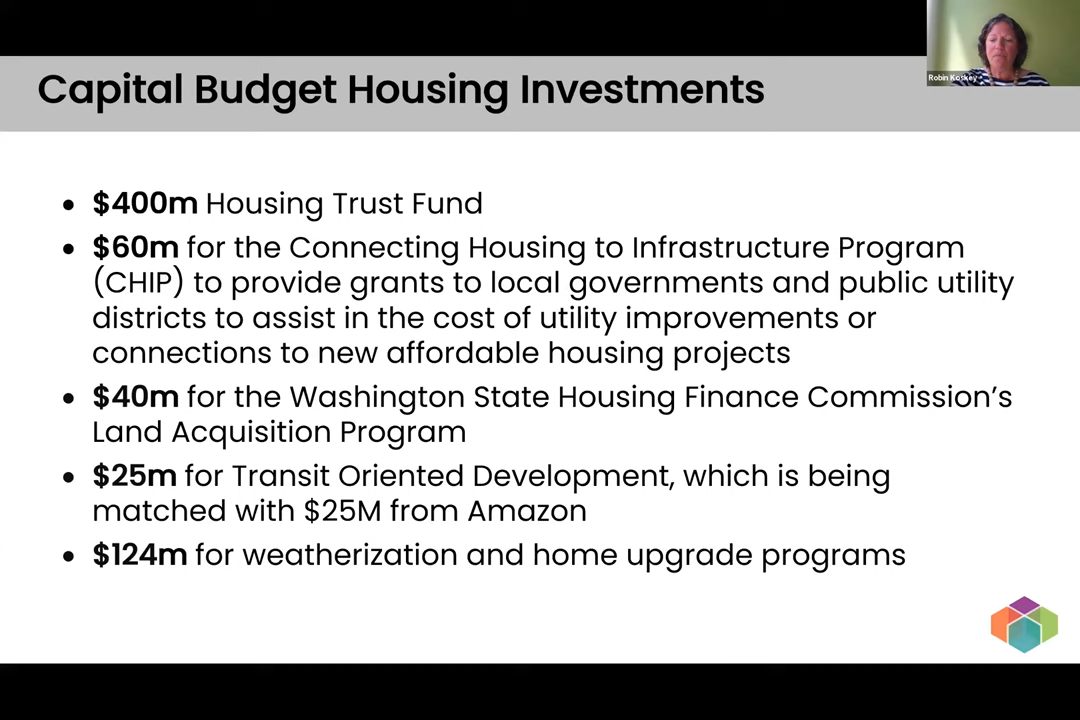 Robin Koskey
Capital Budget Housing Investments
• $400m Housing Trust Fund
• $60m for the Connecting Housing to Infrastructure Program
(CHIP) to provide grants to local governments and public utility
districts to assist in the cost of utility improvements or
connections to new affordable housing projects
• $40m for the Washington State Housing Finance Commission’s
Land Acquisition Program
• $25m for Transit Oriented Development, which is being
matched with $25M from Amazon
• $124m for weatherization and home upgrade programs